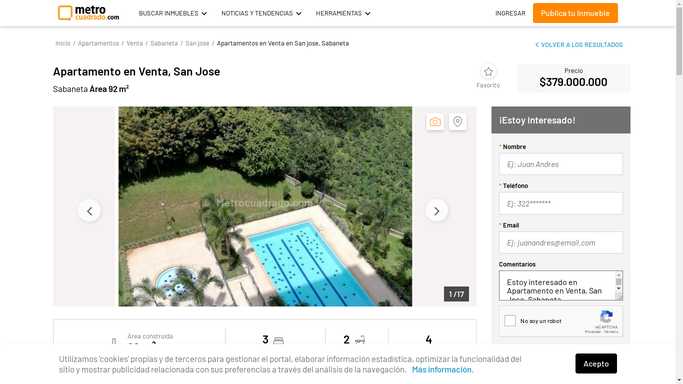 metro
cuadrado.com
BUSCAR INMUEBLES
NOTICIAS Y TENDENCIAS
HERRAMIENTAS
INGRESAR
Publica tu Inmueble
Inicio / Apartamentos / Venta / Sabaneta / San jose / Apartamentos en Venta en San jose, Sabaneta
VOLVER A LOS RESULTADOS
Apartamento en Venta, San Jose
Sabaneta Área 92 m²
Favorito
Precio
$379.000.000
Metrocuadrado.com
1 /17
¡Estoy Interesado!
* Nombre
Ej: Juan Andres
* Teléfono
Ej: 322*******
* Email
Ej: juanandres@email.com
Comentarios
Estoy interesado en
Apartamento en Venta, San
Jose, Sabaneta
No soy un robot
reCAPTCHA
Privacidad - Términos
Área construida
3
2
4
Utilizamos 'cookies' propias y de terceros para gestionar el portal, elaborar información estadística, optimizar la funcionalidad del
sitio y mostrar publicidad relacionada con sus preferencias a través del análisis de la navegación. Más información.
Acepto